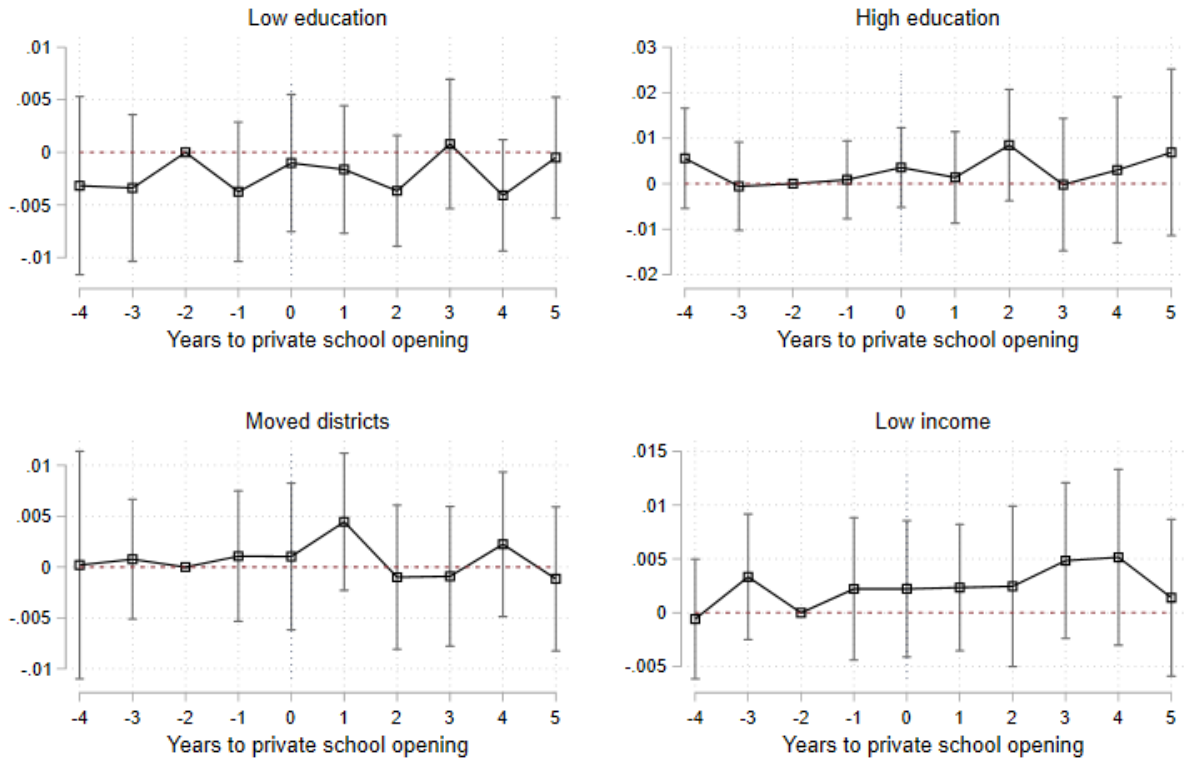 Low education
.01
.005
0
-.005
-.01
-4 -3 -2 -1 0 1 2 3 4 5
Years to private school opening
High education
.03
.02
.010
0
-.01
-.02
-4 -3 -2 -1 0 1 2 3 4 5
Years to private school opening
Moved districts
.01
.005
0
-.005
-.01
-4 -3 -2 -1 0 1 2 3 4 5
Years to private school opening
Low income
.015
.01
.005
0
-.005
-4 -3 -2 -1 0 1 2 3 4 5
Years to private school opening